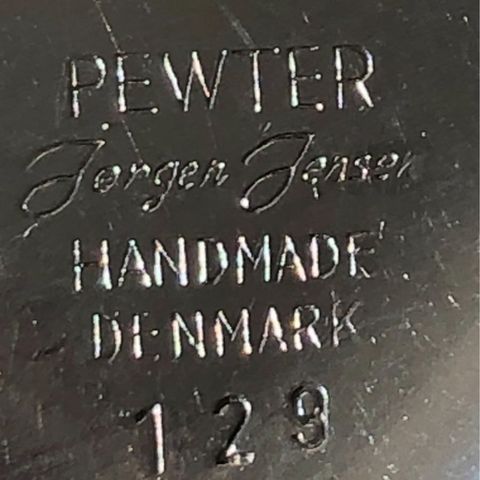 PEWTER
Jørgen Jensen
HANDMADE
DENMARK
129